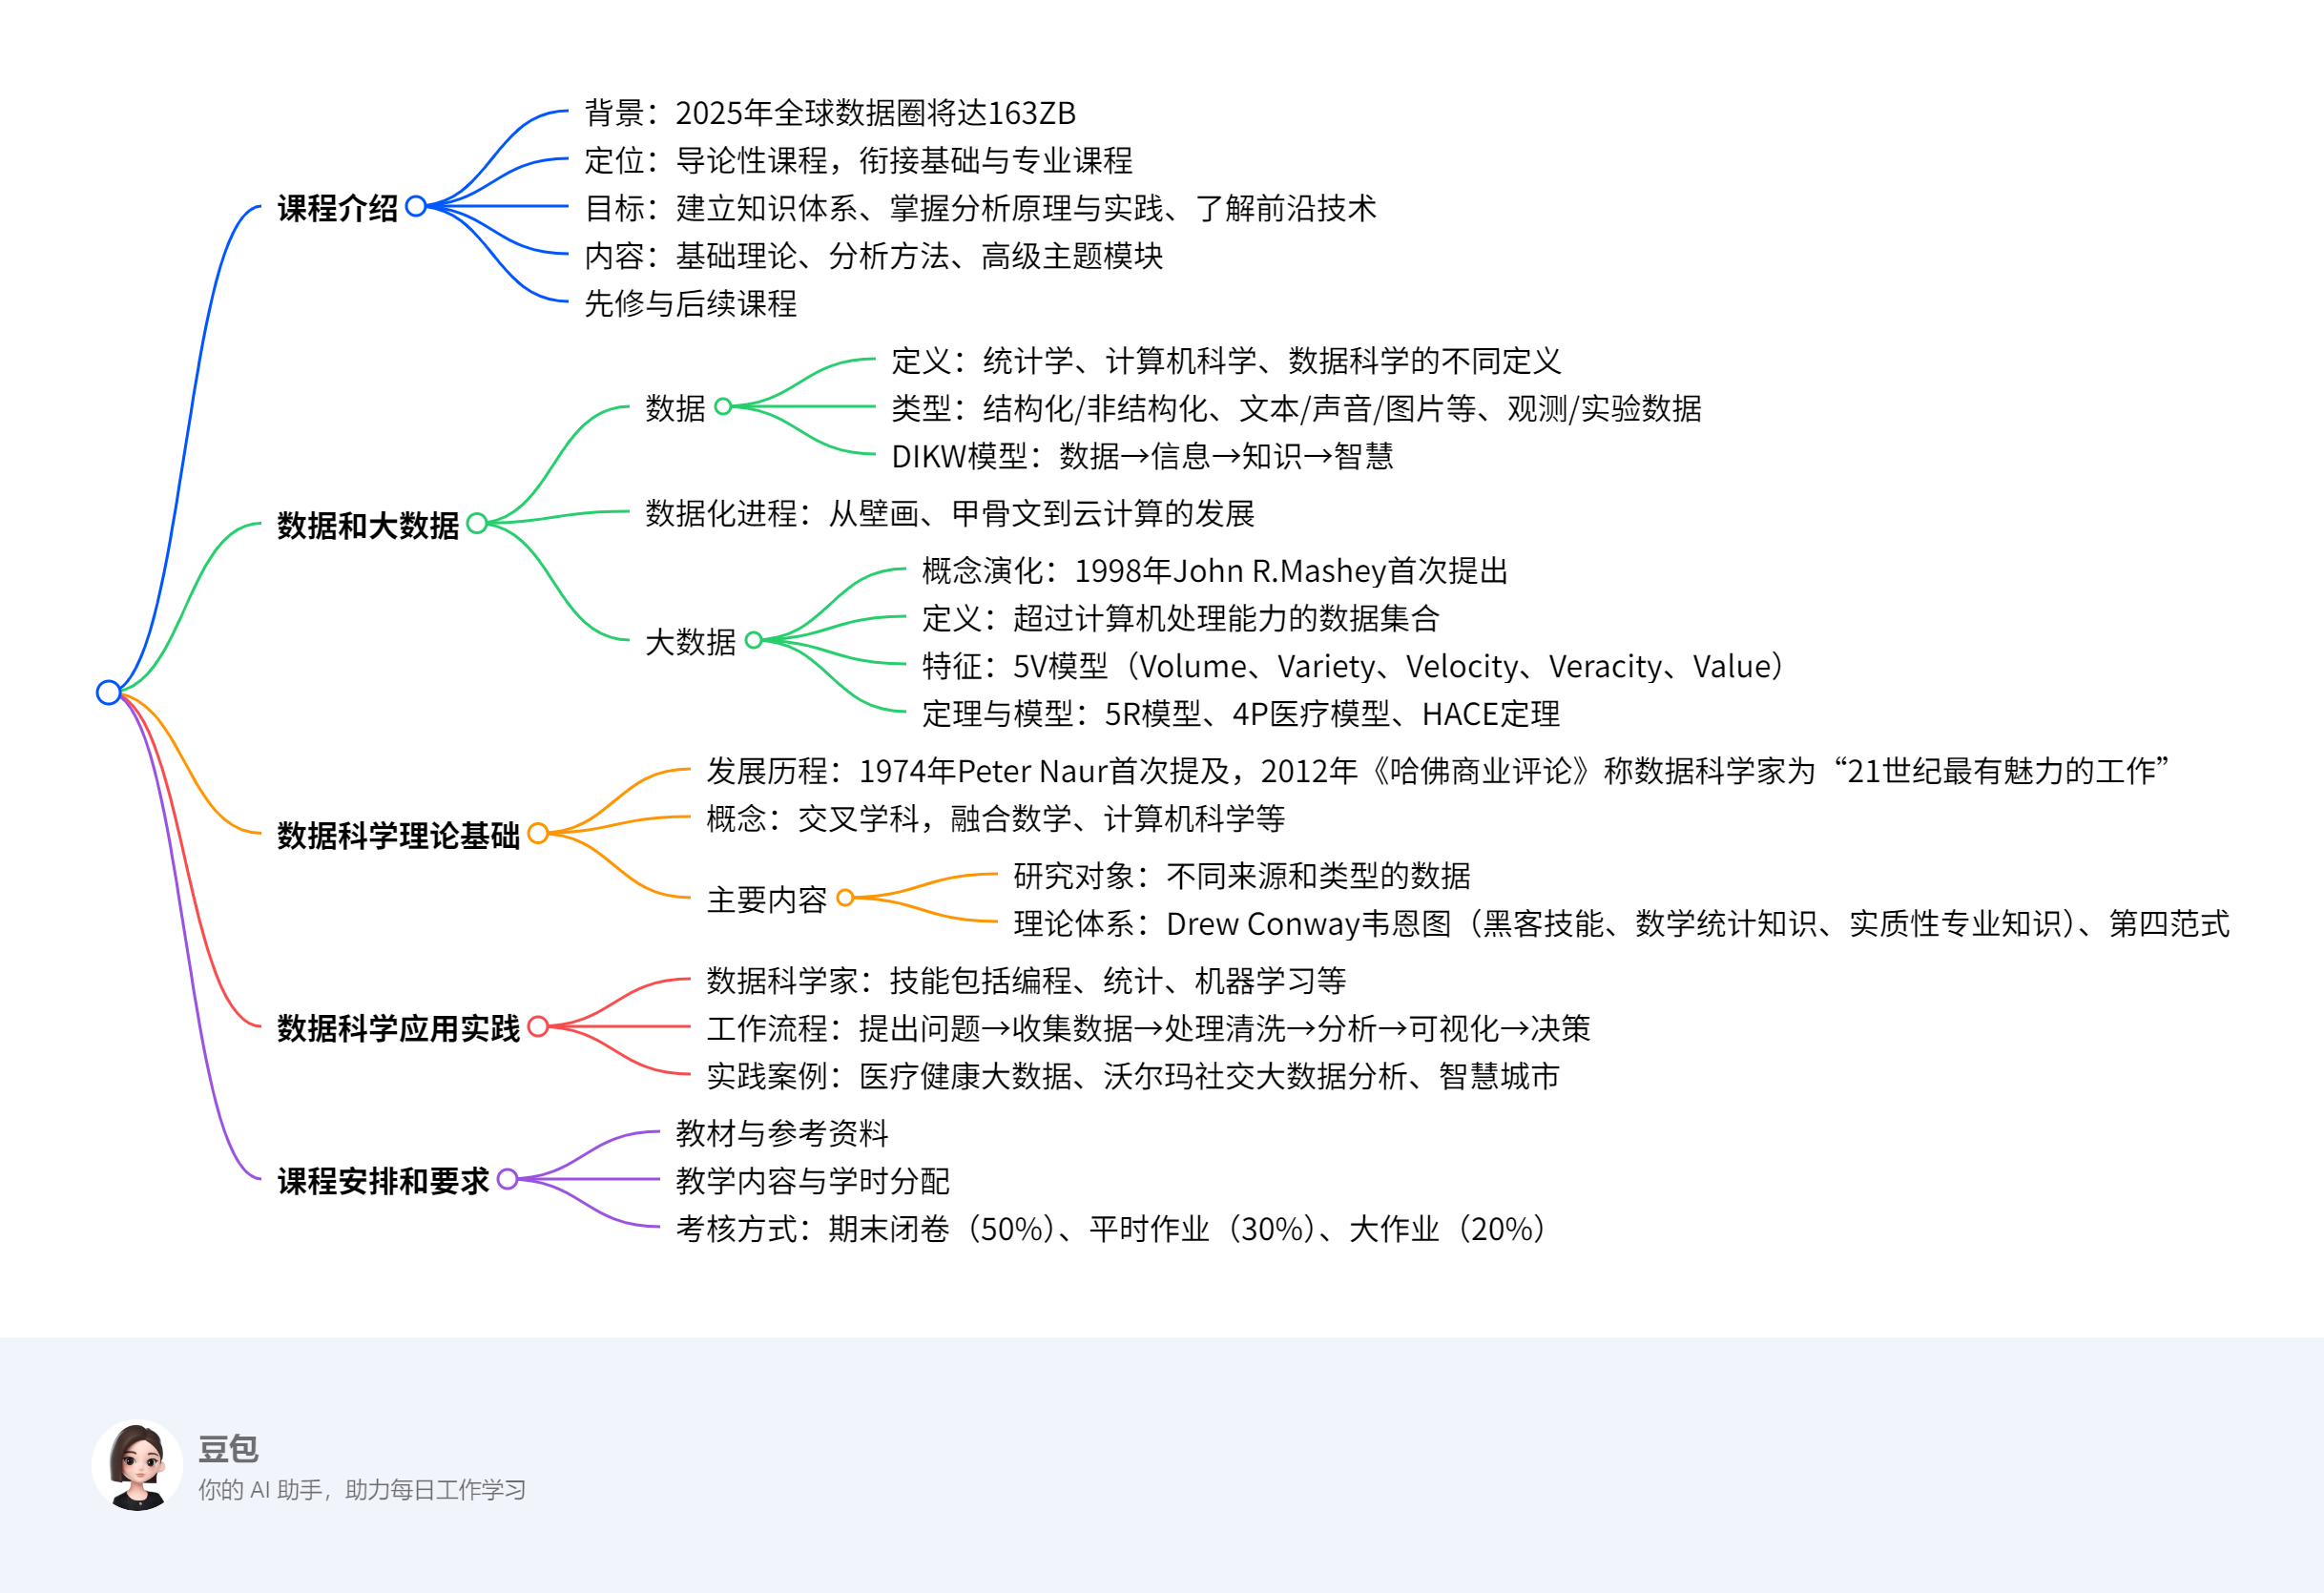 课程介绍
背景：2025年全球数据圈将达163ZB
定位：导论性课程，衔接基础与专业课程
目标：建立知识体系、掌握分析原理与实践、了解前沿技术
内容：基础理论、分析方法、高级主题模块
先修与后续课程
数据和大数据
数据
定义：统计学、计算机科学、数据科学的不同定义
类型：结构化/非结构化、文本/声音/图片等、观测/实验数据
DIKW模型：数据→信息→知识→智慧
数据化进程：从壁画、甲骨文到云计算的发展
大数据
概念演化：1998年John R.Mashey首次提出
定义：超过计算机处理能力的数据集合
特征：5V模型（Volume、Variety、Velocity、Veracity、Value）
定理与模型：5R模型、4P医疗模型、HACE定理
数据科学理论基础
发展历程：1974年Peter Naur首次提及，2012年《哈佛商业评论》称数据科学家为“21世纪最有魅力的工作”
概念：交叉学科，融合数学、计算机科学等
主要内容
研究对象：不同来源和类型的数据
理论体系：Drew Conway韦恩图（黑客技能、数学统计知识、实质性专业知识）、第四范式
数据科学应用实践
数据科学家：技能包括编程、统计、机器学习等
工作流程：提出问题→收集数据→处理清洗→分析→可视化→决策
实践案例：医疗健康大数据、沃尔玛社交大数据分析、智慧城市
课程安排和要求
教材与参考资料
教学内容与学时分配
考核方式：期末闭卷（50%）、平时作业（30%）、大作业（20%）
豆包
你的 AI 助手，助力每日工作学习